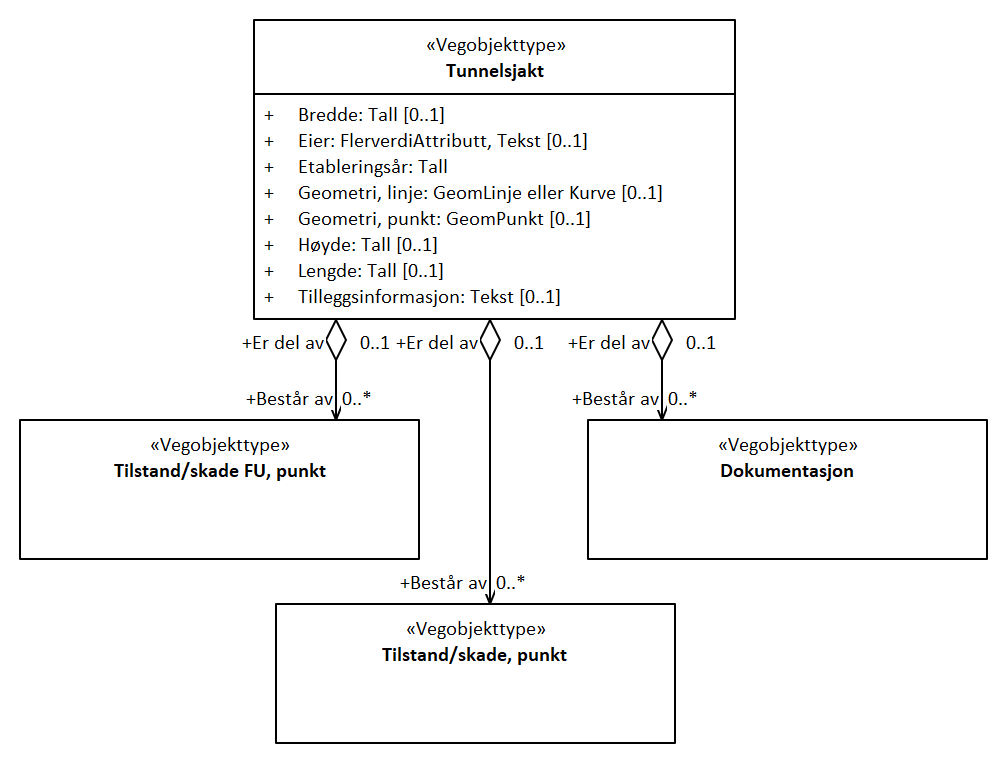 «Vegobjekttype»
Tunnelsjakt
+ Bredde: Tall [0..1]
+ Eier: FlerverdiAttributt, Tekst [0..1]
+ Etableringsår: Tall
+ Geometri, linje: GeomLinje eller Kurve [0..1]
+ Geometri, punkt: GeomPunkt [0..1]
+ Høyde: Tall [0..1]
+ Lengde: Tall [0..1]
+ Tilleggsinformasjon: Tekst [0..1]
+Er del av 0..1 +Er del av 0..1 +Er del av 0..1
+Består av 0..* +Består av 0..*
«Vegobjekttype» «Vegobjekttype»
Tilstand/skade FU, punkt Dokumentasjon
+Består av 0..*
«Vegobjekttype»
Tilstand/skade, punkt